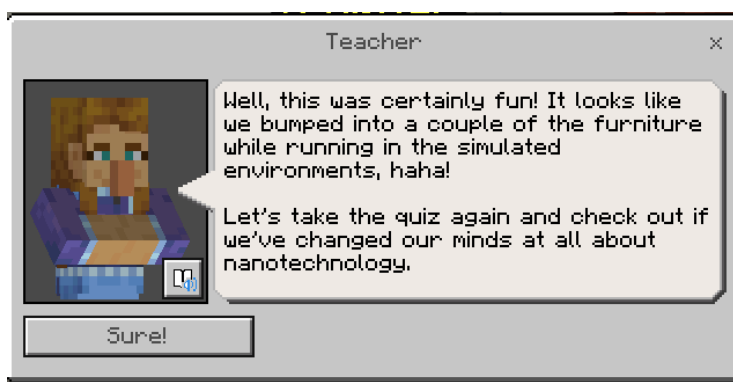 Teacher
x
Well, this was certainly fun! It looks like
we bumped into a couple of the furniture
while running in the simulated
environments, haha!
Let's take the quiz again and check out if
we've changed our minds at all about
nanotechnology.
Sure!